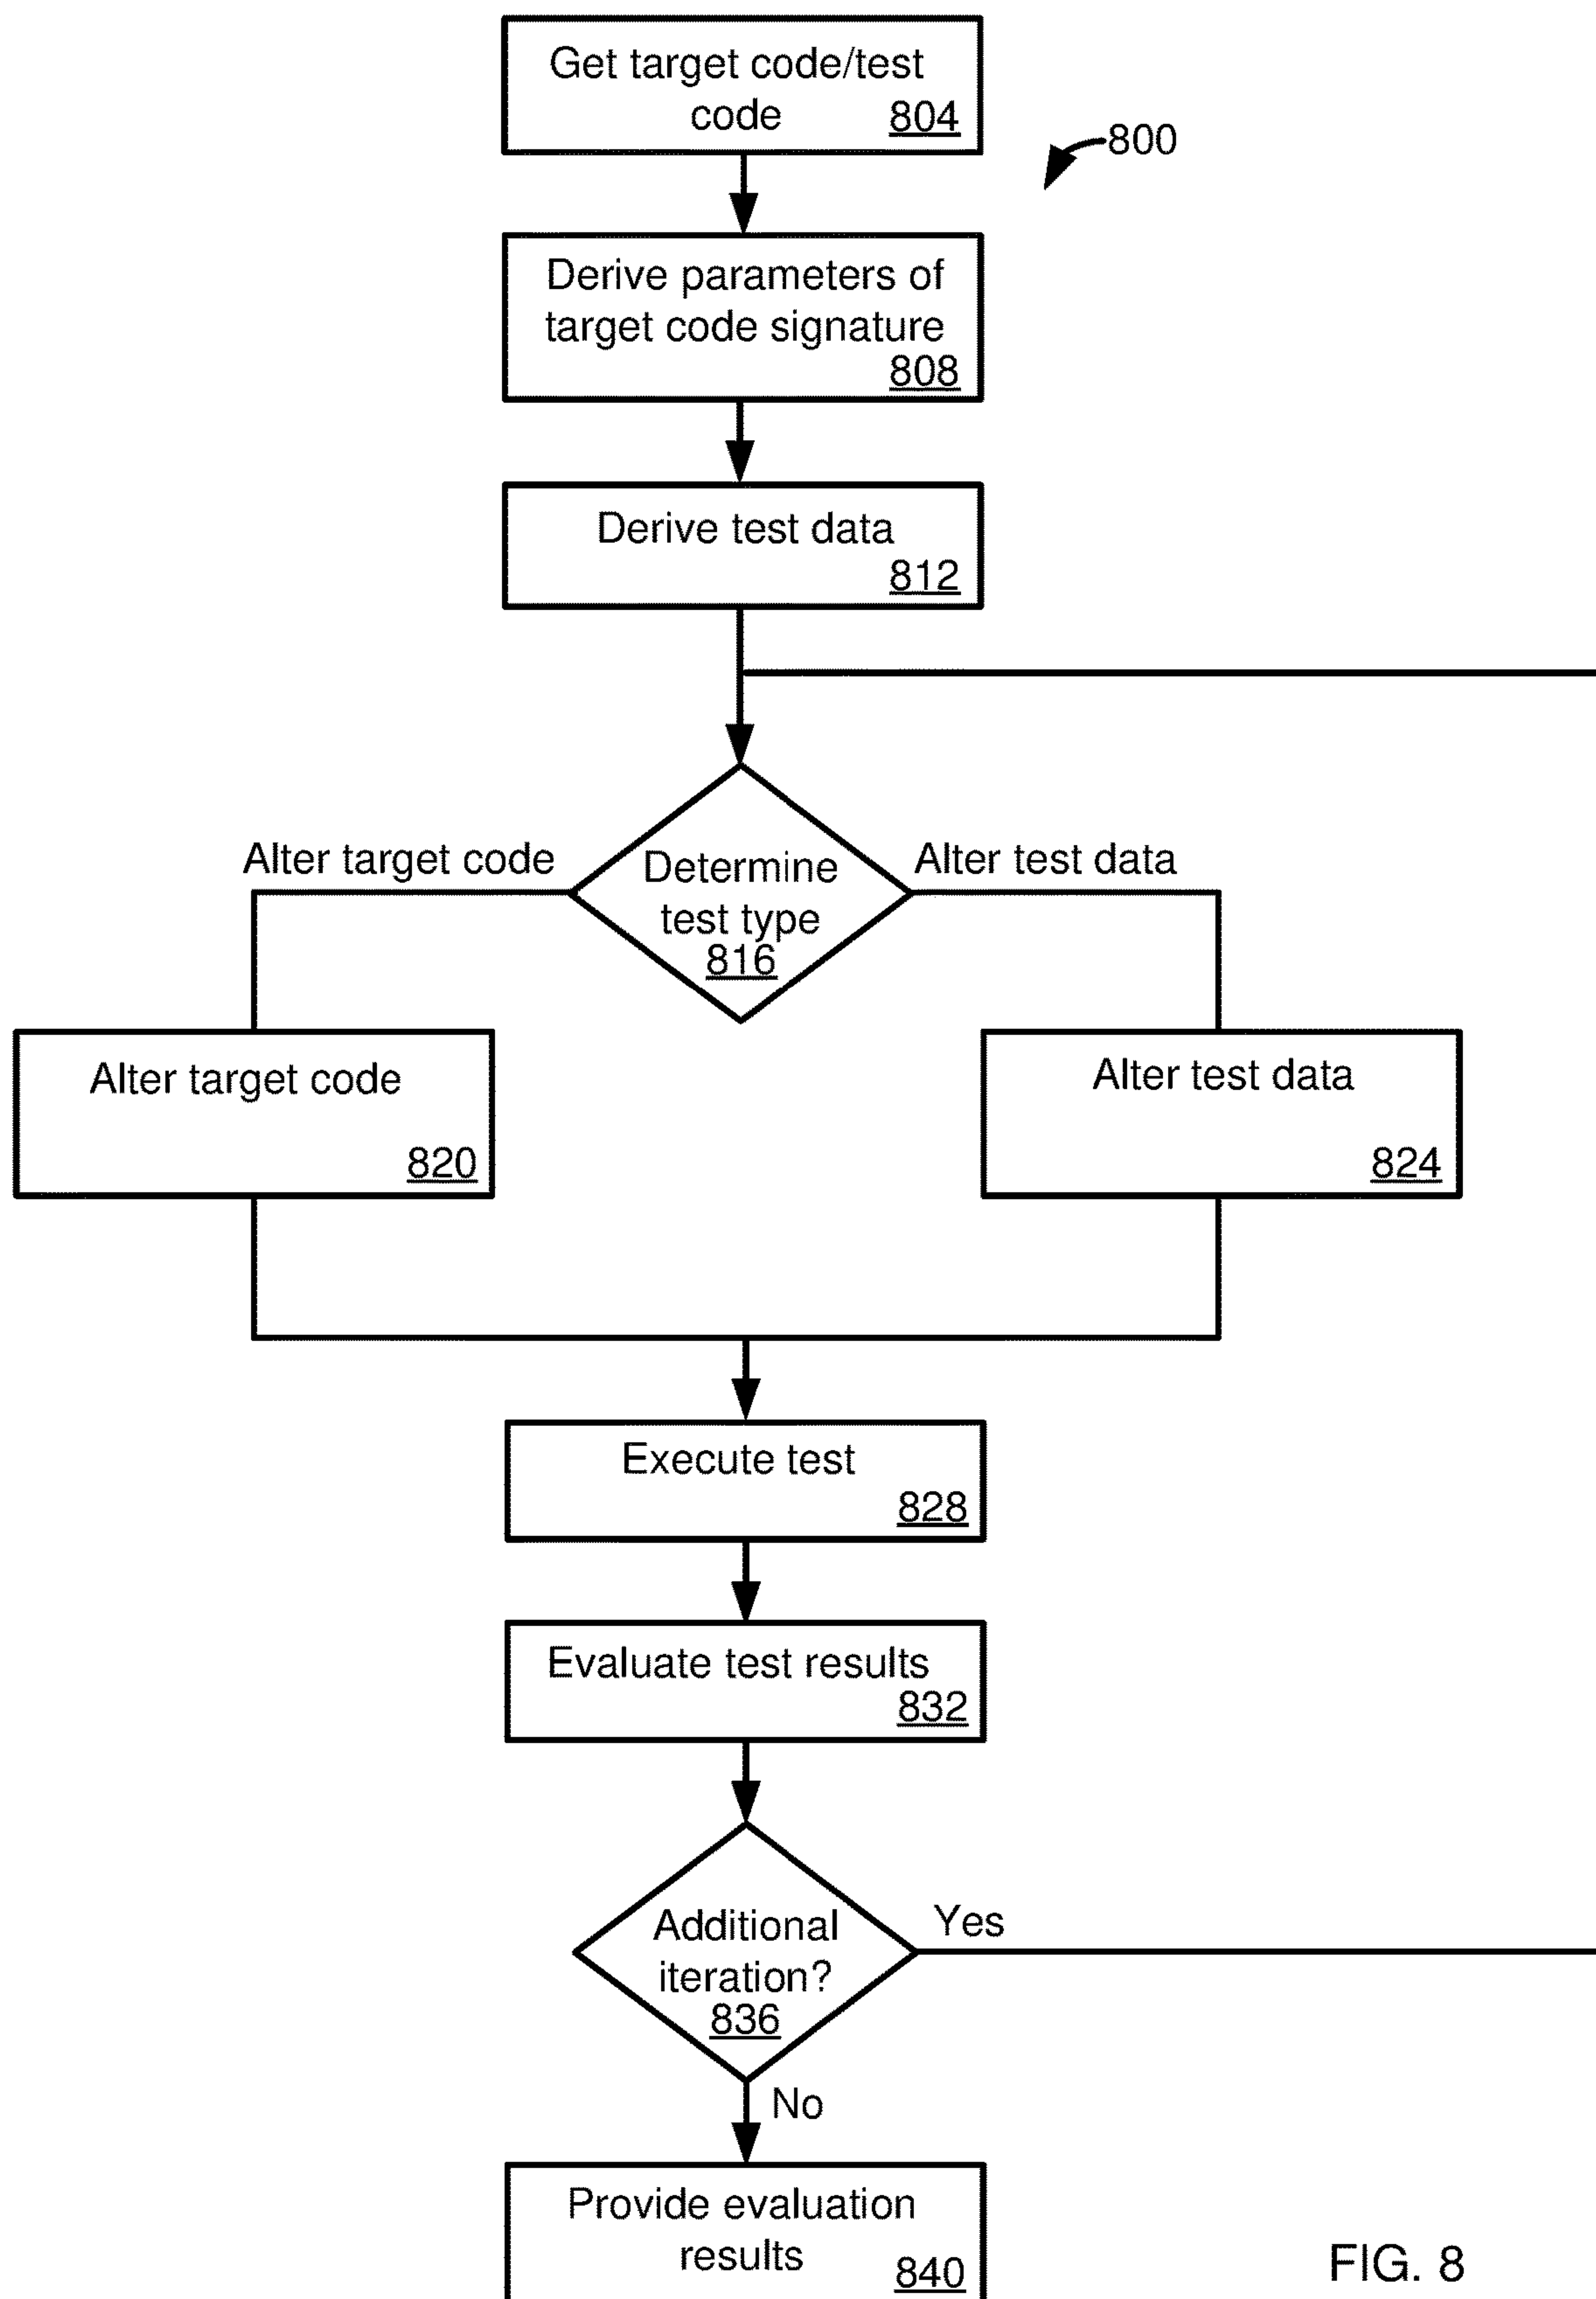 Get target code/test
code 804
800
Derive parameters of
target code signature
808
Derive test data
812
Alter target code
Determine
test type
816
Alter test data
Alter target code
820
Alter test data
824
Execute test
828
Evaluate test results
832
Additional
iteration?
836
Yes
No
Provide evaluation
results
840
FIG. 8